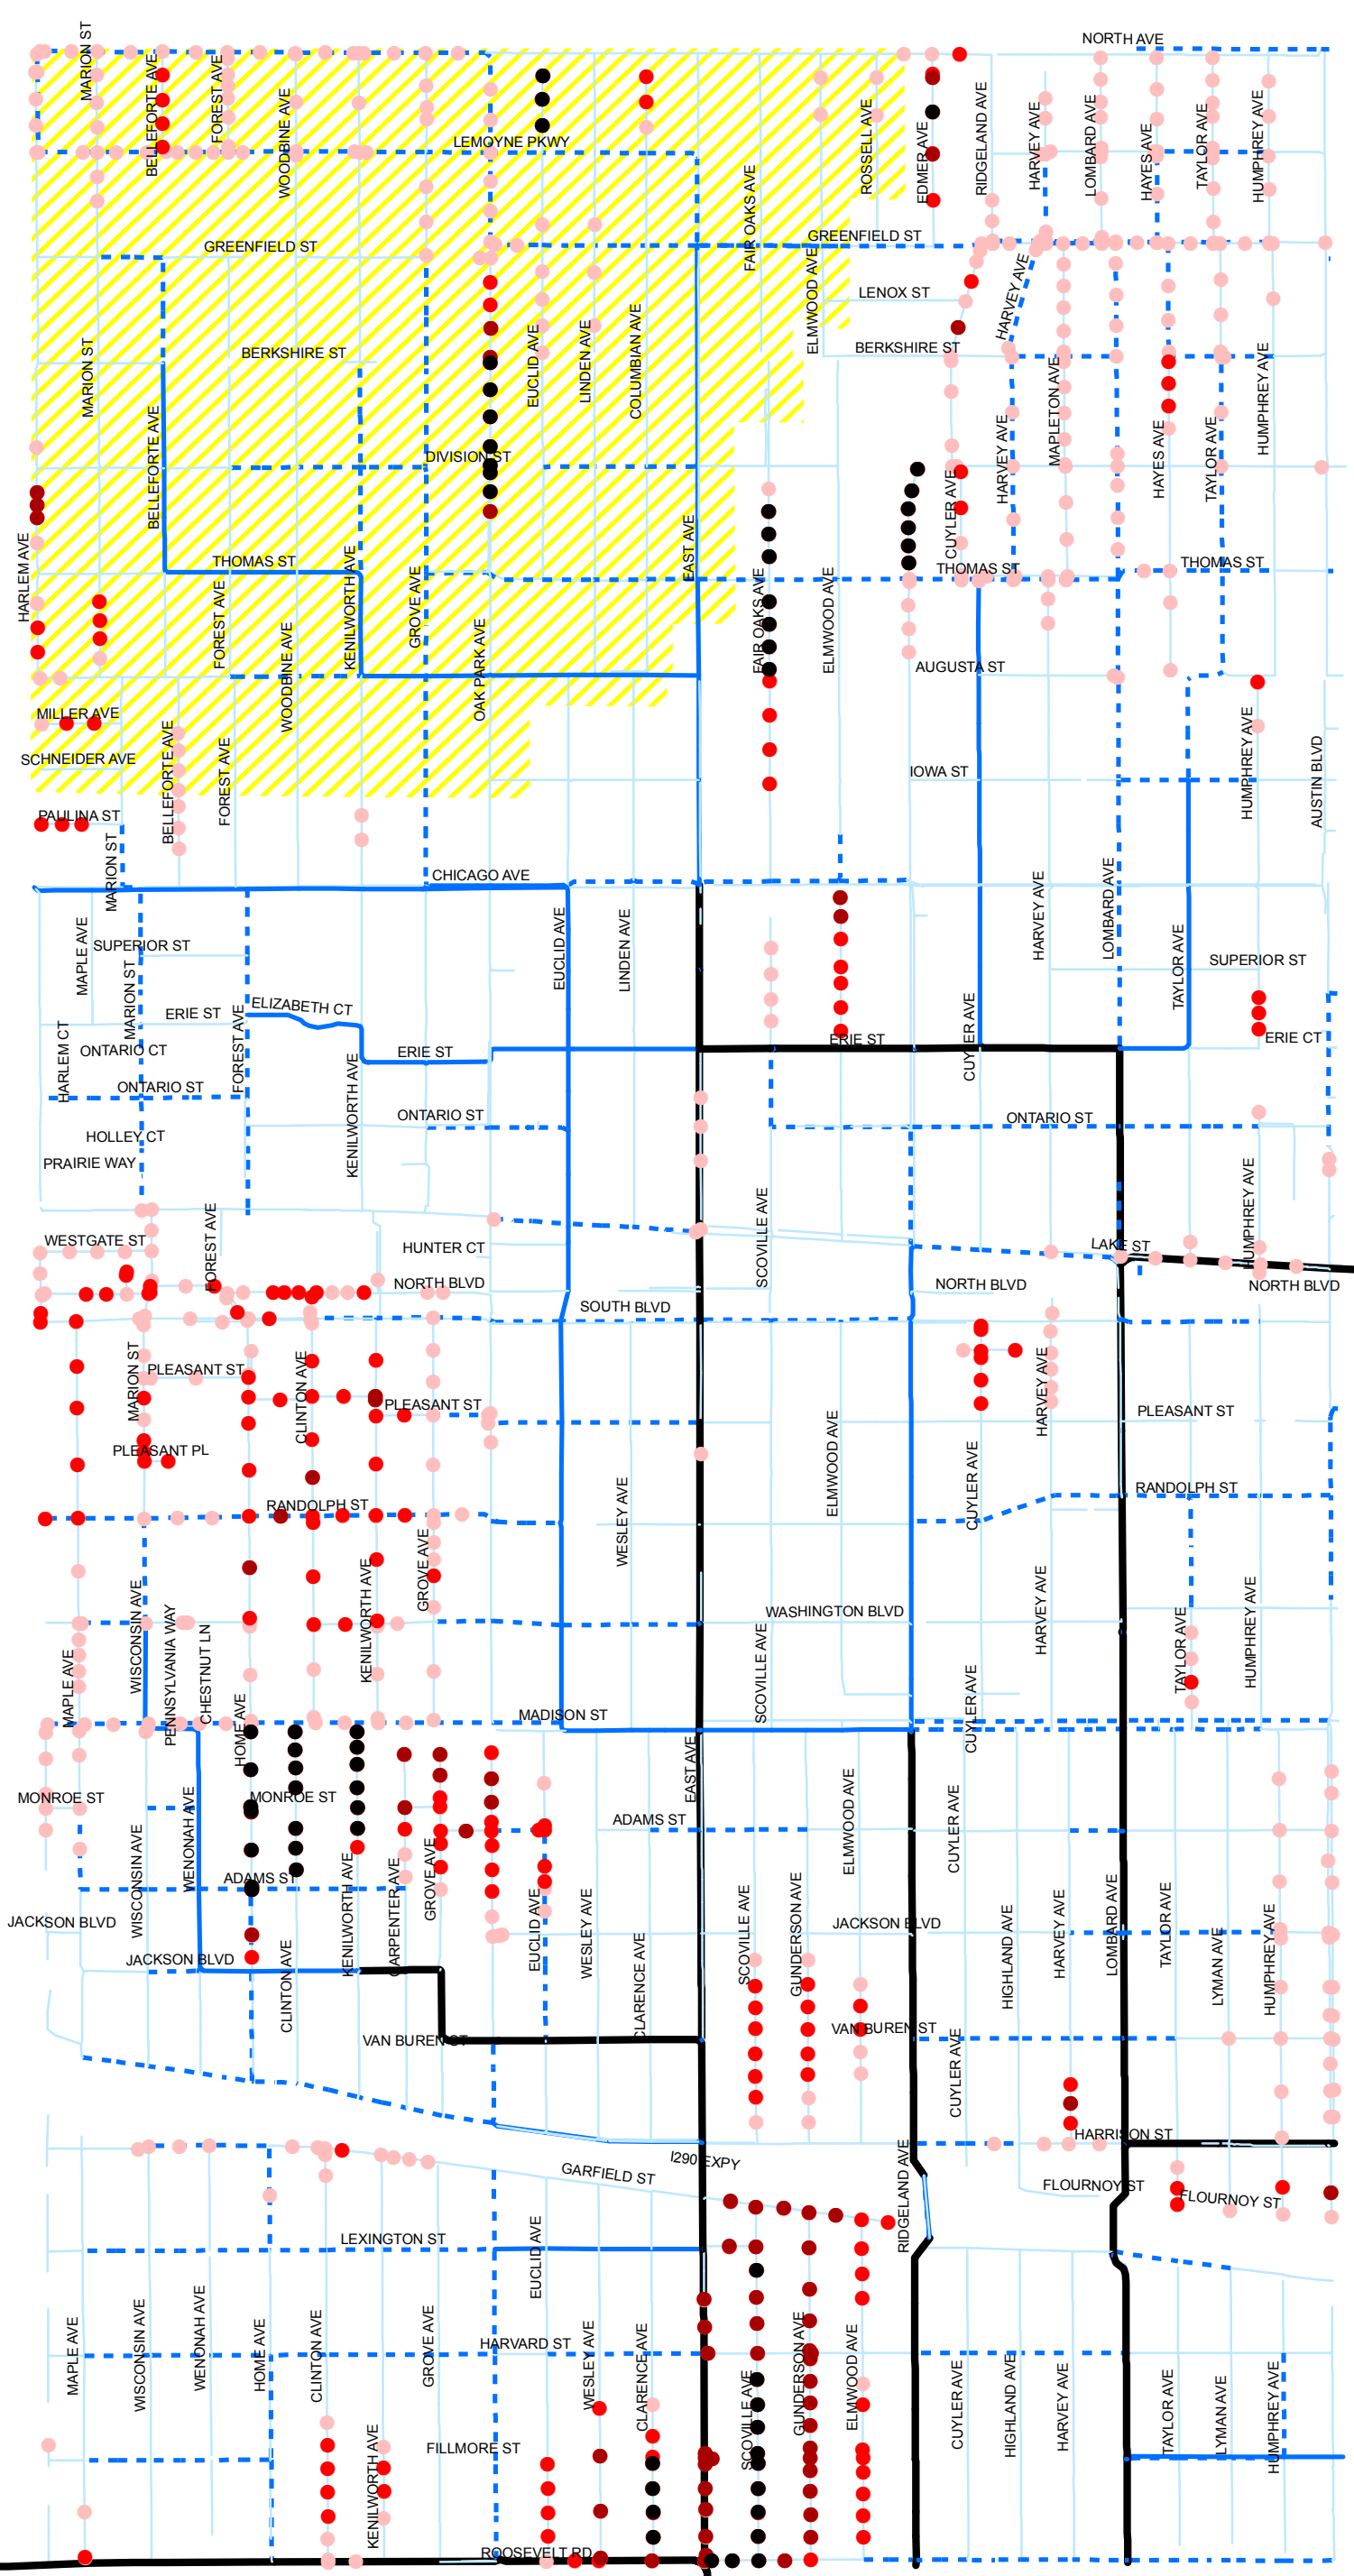 NORTH AVE
MARION ST
BELLEFORTE AVE
FOREST AVE
WOODBINE AVE
LEMOYNE PKWY
FAIR OAKS AVE
ROSSELL AVE
EDMER AVE
RIDGELAND AVE
HARVEY AVE
LOMBARD AVE
HAYES AVE
TAYLOR AVE
HUMPHREY AVE
GREENFIELD ST
GREENFIELD ST
ELMWOOD AVE
LENOX ST
HARVEY AVE
BERKSHIRE ST
BERKSHIRE ST
MARION ST
EUCLID AVE
LINDEN AVE
COLUMBIAN AVE
MAPLETON AVE
HUMPHREY AVE
BELLEFORTE AVE
DIVISION ST
CUYLER AVE
HARVEY AVE
HAYES AVE
TAYLOR AVE
EAST AVE
HARLEM AVE
THOMAS ST
THOMAS ST
THOMAS ST
FOREST AVE
WOODBINE AVE
KENILWORTH AVE
GROVE AVE
OAK PARK AVE
FAIR OAKS AVE
ELMWOOD AVE
AUGUSTA ST
MILLER AVE
SCHNEIDER AVE
BELLEFORTE AVE
FOREST AVE
IOWA ST
HUMPHREY AVE
AUSTIN BLVD
PAULINA ST
MARION ST
CHICAGO AVE
MAPLE AVE
SUPERIOR ST
MARION ST
EUCLID AVE
LINDEN AVE
HARVEY AVE
LOMBARD AVE
TAYLOR AVE
SUPERIOR ST
ERIE ST
ELIZABETH CT
FOREST AVE
HARLEM CT
ONTARIO CT
ERIE ST
ERIE ST
CUYLER AVE
ERIE CT
ONTARIO ST
ONTARIO ST
ONTARIO ST
KENILWORTH AVE
HOLLEY CT
PRAIRIE WAY
SCOVILLE AVE
HUMPHREY AVE
WESTGATE ST
FOREST AVE
HUNTER CT
LAKE ST
NORTH BLVD
NORTH BLVD
NORTH BLVD
SOUTH BLVD
MARION ST
PLEASANT ST
CLINTON AVE
PLEASANT ST
HARVEY AVE
PLEASANT ST
PLEASANT PL
ELMWOOD AVE
CUYLER AVE
WESLEY AVE
RANDOLPH ST
RANDOLPH ST
GROVE AVE
KENILWORTH AVE
WISCONSIN AVE
PENNSYLVANIA WAY
CHESTNUT LN
WASHINGTON BLVD
SCOVILLE AVE
HARVEY AVE
TAYLOR AVE
HUMPHREY AVE
MAPLE AVE
HOME AVE
MADISON ST
CUYLER AVE
MONROE ST
MONROE ST
EAST AVE
WENONAH AVE
ADAMS ST
ELMWOOD AVE
CUYLER AVE
WISCONSIN AVE
ADAMS ST
KENILWORTH AVE
CARPENTER AVE
GROVE AVE
EUCLID AVE
WESLEY AVE
SCOVILLE AVE
GUNDERSON AVE
JACKSON BLVD
JACKSON BLVD
JACKSON BLVD
CLINTON AVE
CLARENCE AVE
HIGHLAND AVE
HARVEY AVE
LOMBARD AVE
TAYLOR AVE
LYMAN AVE
HUMPHREY AVE
VAN BUREN ST
VAN BUREN ST
CUYLER AVE
HARRISON ST
I290 EXPY
GARFIELD ST
RIDGELAND AVE
FLOURNOY ST
FLOURNOY ST
LEXINGTON ST
EUCLID AVE
MAPLE AVE
WISCONSIN AVE
WENONAH AVE
HOME AVE
CLINTON AVE
GROVE AVE
HARVARD ST
WESLEY AVE
CLARENCE AVE
SCOVILLE AVE
GUNDERSON AVE
ELMWOOD AVE
CUYLER AVE
HIGHLAND AVE
HARVEY AVE
TAYLOR AVE
LYMAN AVE
HUMPHREY AVE
KENILWORTH AVE
FILLMORE ST
ROOSEVELT RD